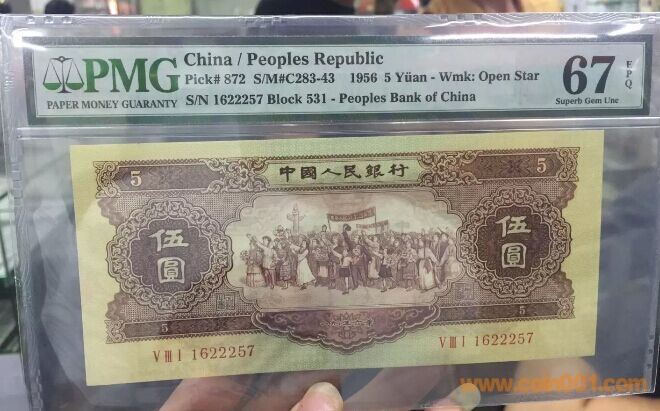 PMG
PAPER MONEY GUARANTY
China / Peoples Republic
Pick# 872 S/M#C283-43 1956 5 Yüan - Wmk: Open Star
S/N 1622257 Block 531 - Peoples Bank of China
67 EPQ
Superb Gem Unc
5 中國人民銀行 5
伍圓 伍圓
5 5
VIII I 1622257 VIII I 1622257
www.coin001.com